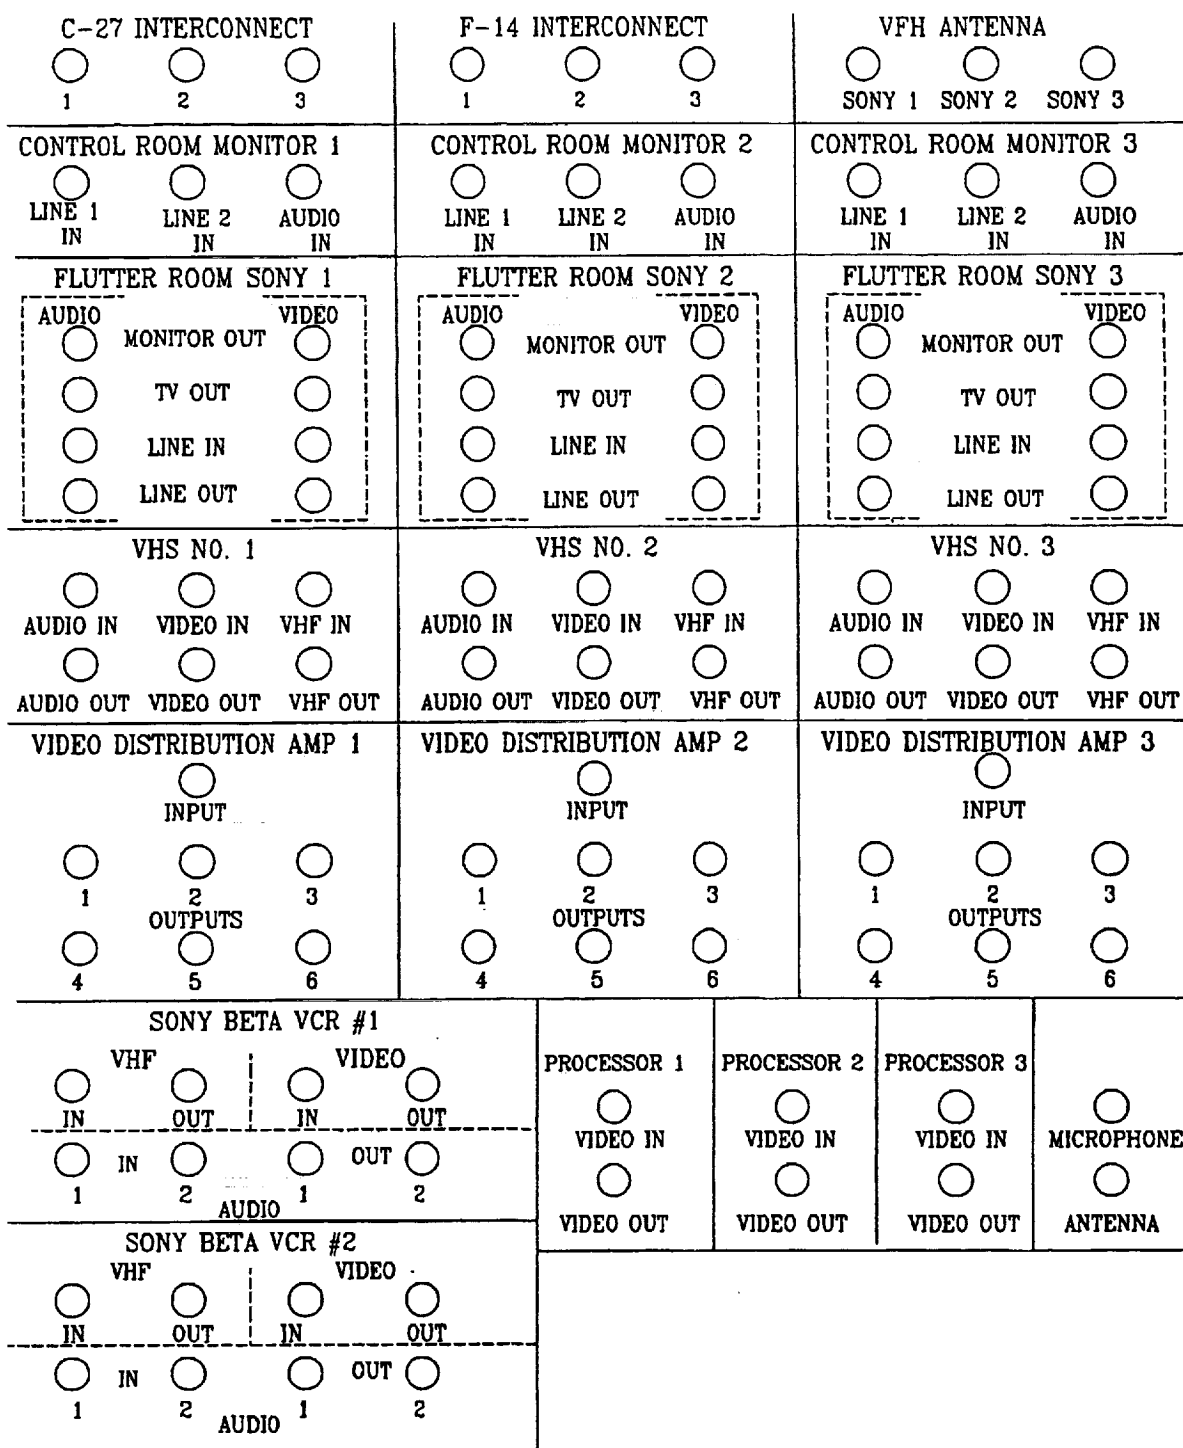 C-27 INTERCONNECT
1 2 3
F-14 INTERCONNECT
1 2 3
VFH ANTENNA
SONY 1 SONY 2 SONY 3
CONTROL ROOM MONITOR 1
LINE 1 IN LINE 2 IN AUDIO IN
CONTROL ROOM MONITOR 2
LINE 1 IN LINE 2 IN AUDIO IN
CONTROL ROOM MONITOR 3
LINE 1 IN LINE 2 IN AUDIO IN
FLUTTER ROOM SONY 1
AUDIO VIDEO
MONITOR OUT
TV OUT
LINE IN
LINE OUT
FLUTTER ROOM SONY 2
AUDIO VIDEO
MONITOR OUT
TV OUT
LINE IN
LINE OUT
FLUTTER ROOM SONY 3
AUDIO VIDEO
MONITOR OUT
TV OUT
LINE IN
LINE OUT
VHS NO. 1
AUDIO IN VIDEO IN VHF IN
AUDIO OUT VIDEO OUT VHF OUT
VHS NO. 2
AUDIO IN VIDEO IN VHF IN
AUDIO OUT VIDEO OUT VHF OUT
VHS NO. 3
AUDIO IN VIDEO IN VHF IN
AUDIO OUT VIDEO OUT VHF OUT
VIDEO DISTRIBUTION AMP 1
INPUT
1 2 3
OUTPUTS
4 5 6
VIDEO DISTRIBUTION AMP 2
INPUT
1 2 3
OUTPUTS
4 5 6
VIDEO DISTRIBUTION AMP 3
INPUT
1 2 3
OUTPUTS
4 5 6
SONY BETA VCR #1
VHF VIDEO
IN OUT IN OUT
IN OUT
1 2 1 2
AUDIO
PROCESSOR 1
VIDEO IN
VIDEO OUT
PROCESSOR 2
VIDEO IN
VIDEO OUT
PROCESSOR 3
VIDEO IN
VIDEO OUT
MICROPHONE
ANTENNA
SONY BETA VCR #2
VHF VIDEO
IN OUT IN OUT
IN OUT
1 2 1 2
AUDIO